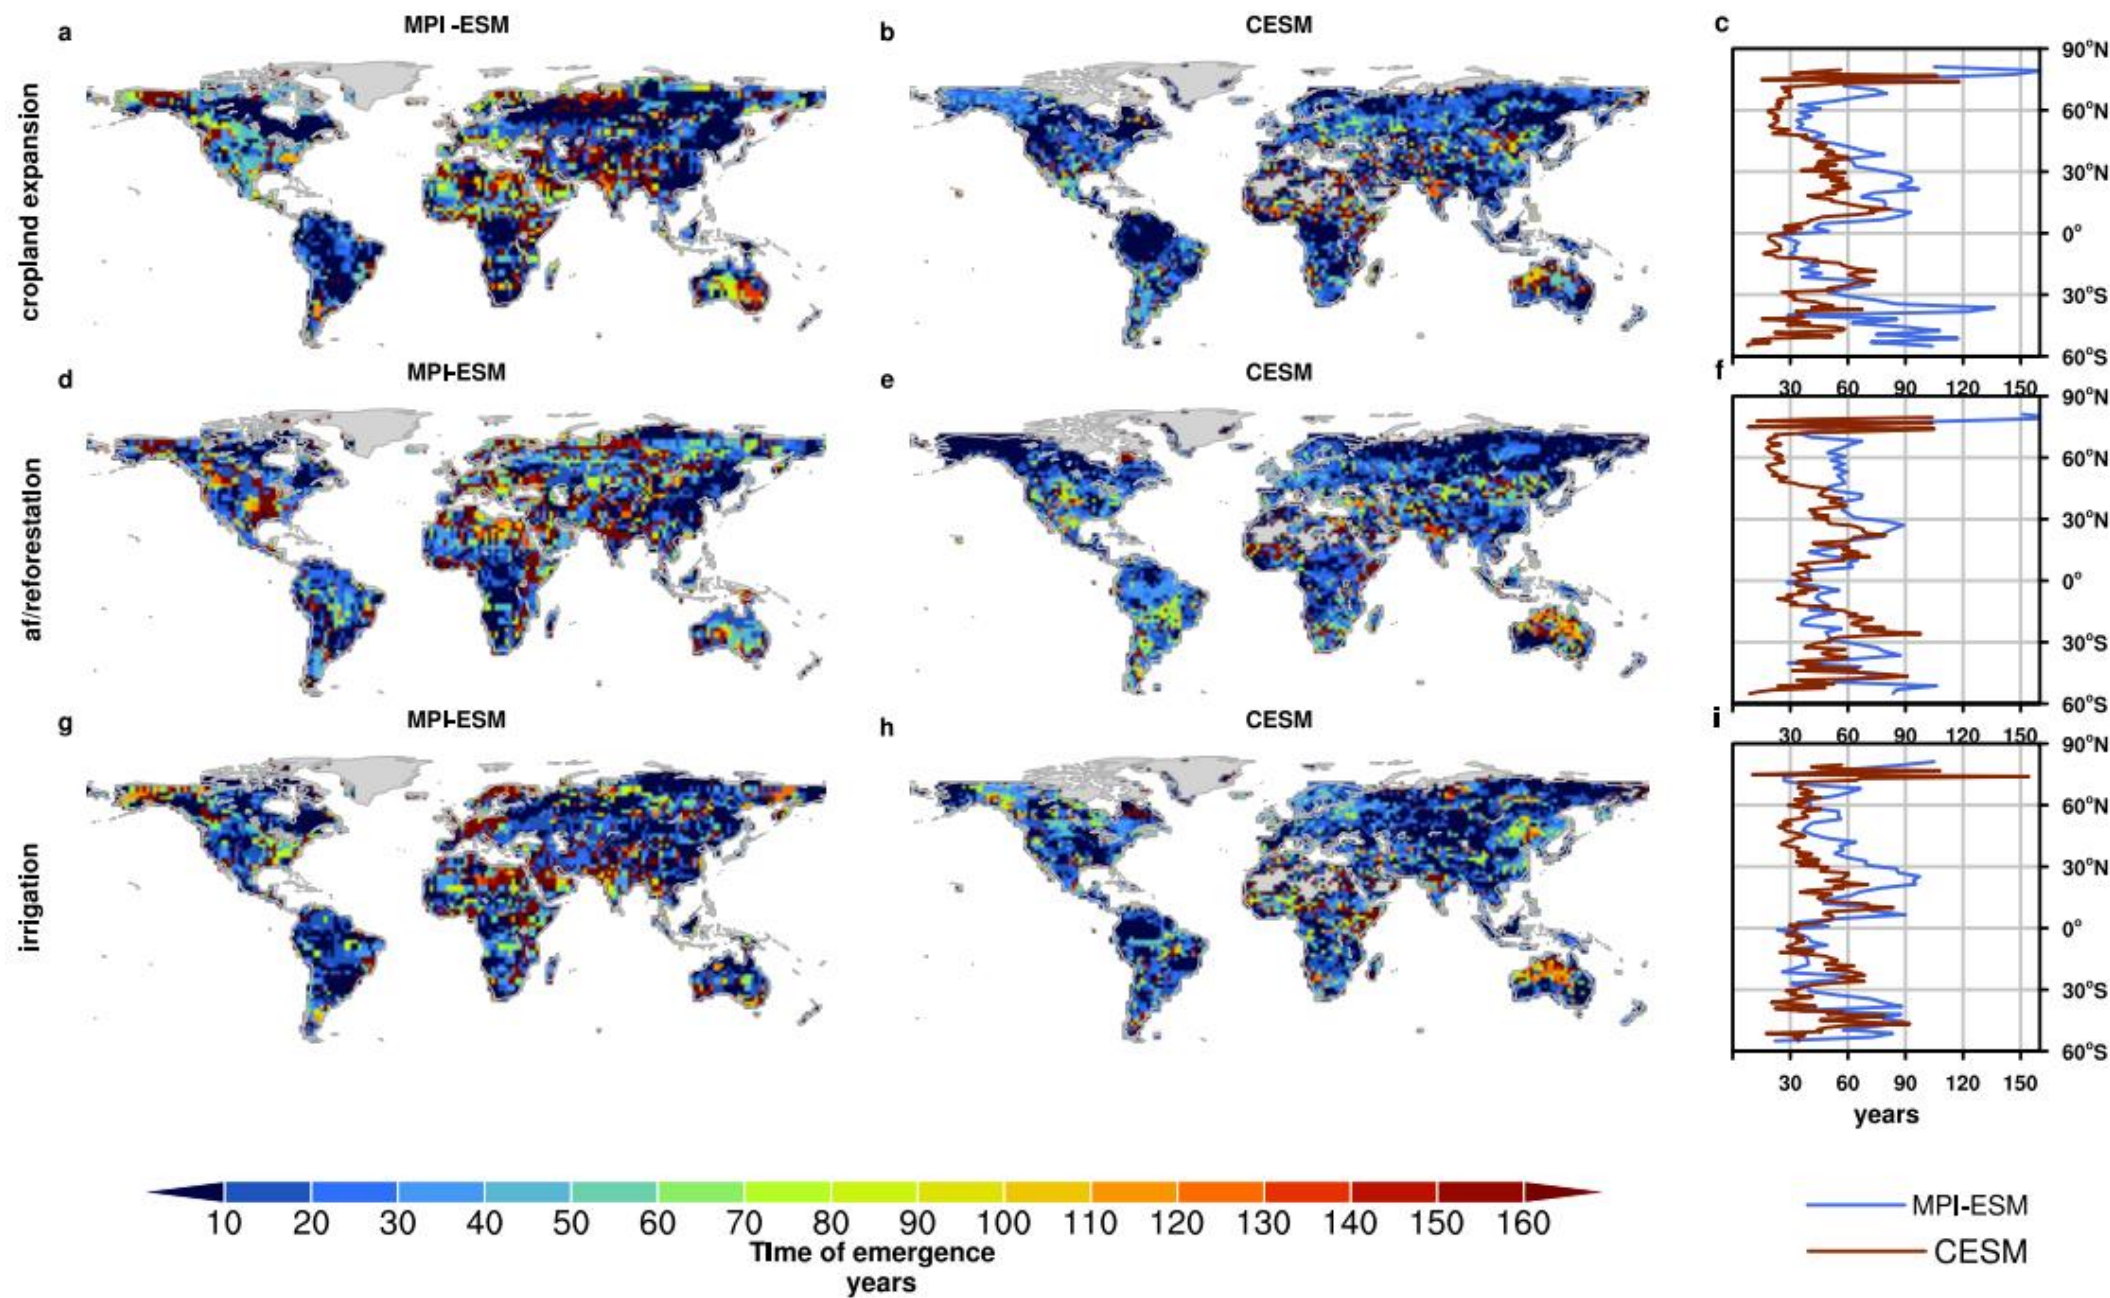 a
MPI -ESM
b
CESM
c
90°N
60°N
30°N
0°
30°S
60°S
30 60 90 120 150
cropland expansion
d
MPI-ESM
e
CESM
f
90°N
60°N
30°N
0°
30°S
60°S
30 60 90 120 150
af/reforestation
g
MPI-ESM
h
CESM
i
90°N
60°N
30°N
0°
30°S
60°S
30 60 90 120 150
years
irrigation
10 20 30 40 50 60 70 80 90 100 110 120 130 140 150 160
TIme of emergence
years
MPI-ESM
CESM